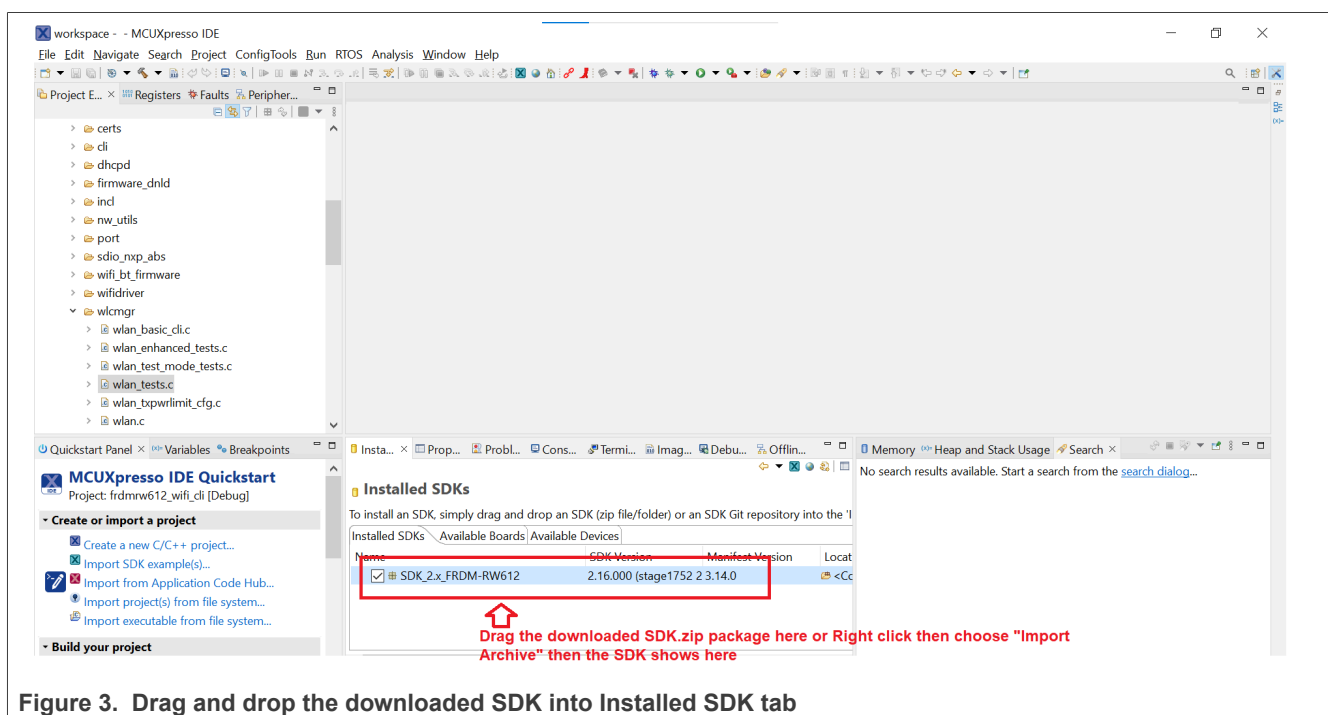 workspace - - MCUXpresso IDE
File Edit Navigate Search Project ConfigTools Run RTOS Analysis Window Help
Project E... Registers Faults Peripher...
certs
cli
dhcpd
firmware_dnld
incl
nw_utils
port
sdio_nxp_abs
wifi_bt_firmware
wifidriver
wlcmgr
wlan_basic_cli.c
wlan_enhanced_tests.c
wlan_test_mode_tests.c
wlan_tests.c
wlan_txpwrlimit_cfg.c
wlan.c
Quickstart Panel Variables Breakpoints
MCUXpresso IDE Quickstart
IDE
Project: frdmrw612_wifi_cli [Debug]
Create or import a project
Create a new C/C++ project...
Import SDK example(s)...
Import from Application Code Hub...
Import project(s) from file system...
Import executable from file system...
Build your project
Insta... Prop... Probl... Cons... Termi... Imag... Debu... Offlin...
Installed SDKs
To install an SDK, simply drag and drop an SDK (zip file/folder) or an SDK Git repository into the 'I
Installed SDKs Available Boards Available Devices
Name SDK Version Manifest Version Locat
SDK_2.x_FRDM-RW612 2.16.000 (stage1752 2 3.14.0 <Cc
Drag the downloaded SDK.zip package here or Right click then choose "Import
Archive" then the SDK shows here
Memory Heap and Stack Usage Search
No search results available. Start a search from the search dialog...
Figure 3. Drag and drop the downloaded SDK into Installed SDK tab